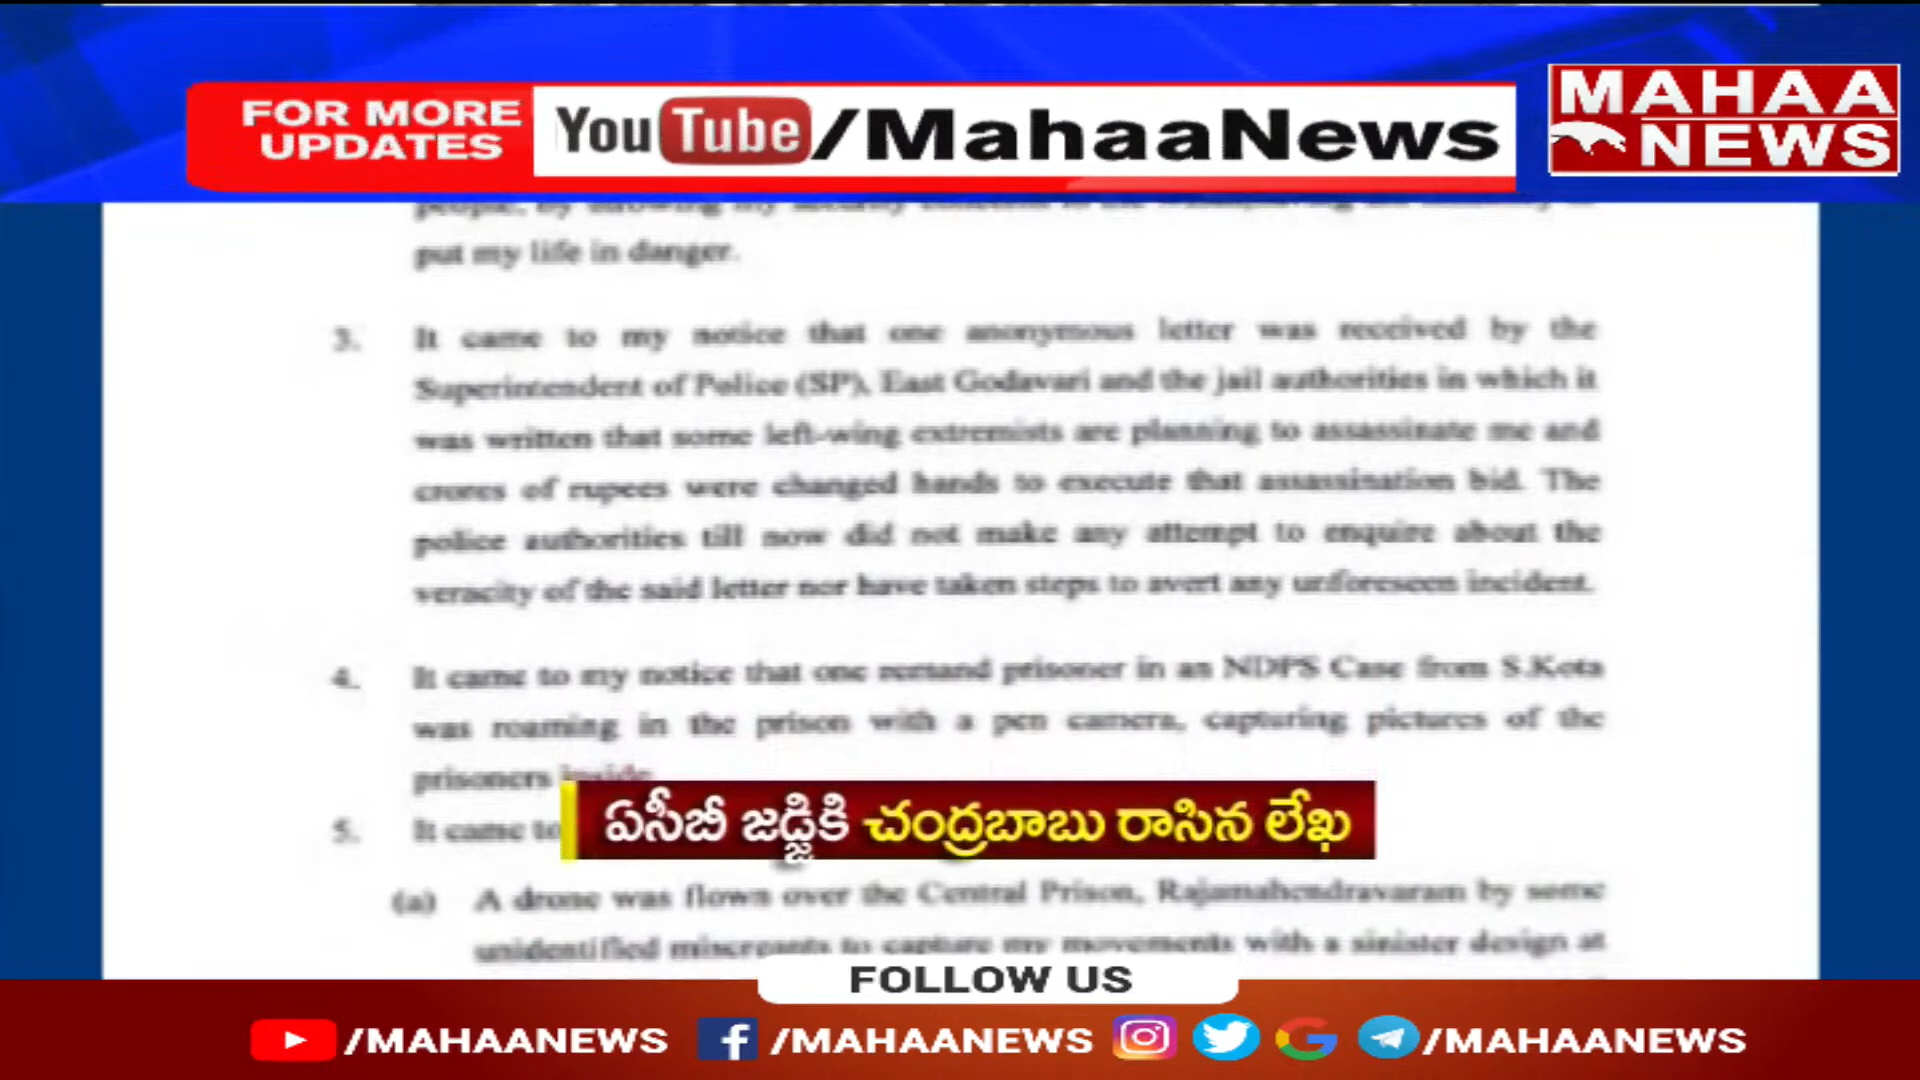 FOR MORE
UPDATES
YouTube/MahaaNews
MAHAA
NEWS
put my life in danger.
3. It came to my notice that one anonymous letter was received by the
Superintendent of Police (SP), East Godavari and the jail authorities in which it
was written that some left-wing extremists are planning to assassinate me and
crores of rupees were changed hands to execute that assassination bid. The
police authorities till now did not make any attempt to enquire about the
veracity of the said letter nor have taken steps to avert any unforeseen incident.
4. It came to my notice that one remand prisoner in an NDPS Case from S.Kota
was roaming in the prison with a pen camera, capturing pictures of the
prisoners inside
ఏసీబీ జడ్జికి చంద్రబాబు రాసిన లేఖ
5. It came to
(a) A drone was flown over the Central Prison, Rajamahendravaram by some
unidentified miscreants to capture my movements with a sinister design at
FOLLOW US
/MAHAANEWS /MAHAANEWS /MAHAANEWS